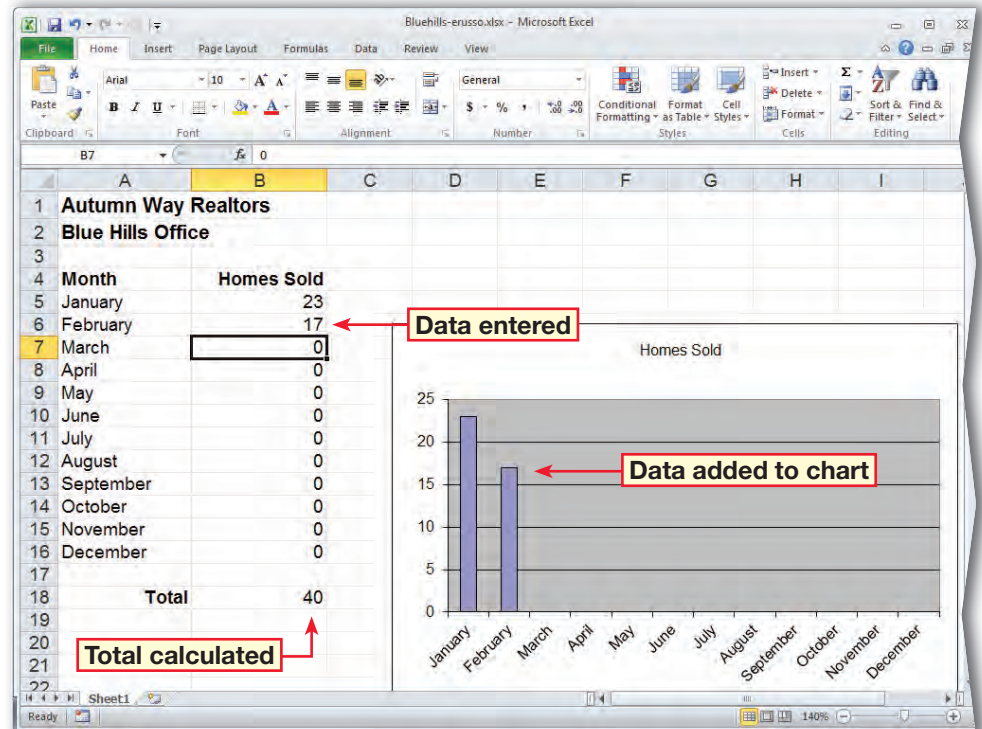 Bluehills-erusso.xlsx - Microsoft Excel
File Home Insert Page Layout Formulas Data Review View
Paste
Arial 10 A A
B I U A
General
$ % , .0 .00 .00 .0
Conditional Formatting
Format as Table
Cell Styles
Insert
Delete
Format
Σ
Sort & Filter
Find & Select
Clipboard Font Alignment Number Styles Cells Editing
B7 fx 0
A B C D E F G H I
1 Autumn Way Realtors
2 Blue Hills Office
3
4 Month Homes Sold
5 January 23
6 February 17
7 March 0
8 April 0
9 May 0
10 June 0
11 July 0
12 August 0
13 September 0
14 October 0
15 November 0
16 December 0
17
18 Total 40
19
20
21
22
Data entered
Homes Sold
25
20
15
10
5
0
Data added to chart
January February March April May June July August September October November December
Total calculated
Sheet1
Ready 140%